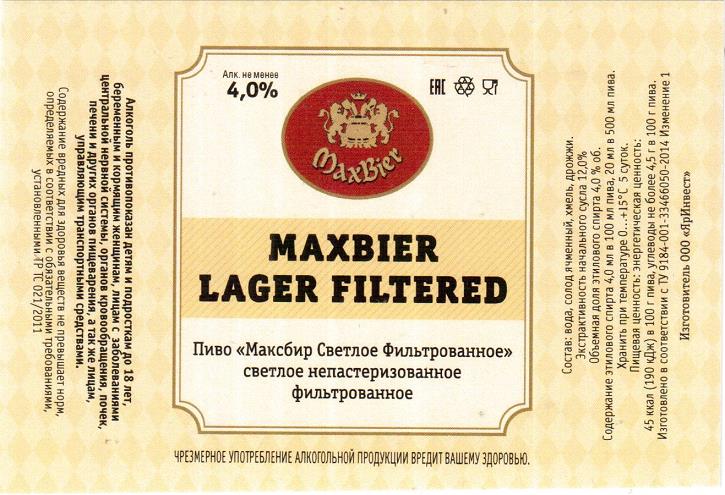 Алкоголь противопоказан детям и подросткам до 18 лет,
беременным и кормящим женщинам, лицам с заболеваниями
центральной нервной системы, органов кровообращения, почек,
печени и других органов пищеварения, а так же лицам,
управляющим транспортными средствами.
Содержание вредных для здоровья веществ не превышает норм,
определяемых в соответствии с обязательными требованиями,
установленными ТР ТС 021/2011
Алк. не менее
4,0%
EAC
MaxBier
MAXBIER
LAGER FILTERED
Пиво «Максбир Светлое Фильтрованное»
светлое непастеризованное
фильтрованное
ЧРЕЗМЕРНОЕ УПОТРЕБЛЕНИЕ АЛКОГОЛЬНОЙ ПРОДУКЦИИ ВРЕДИТ ВАШЕМУ ЗДОРОВЬЮ.
Состав: вода, солод ячменный, хмель, дрожжи.
Экстрактивность начального сусла 12,0%
Объемная доля этилового спирта 4,0 % об.
Содержание этилового спирта 4,0 мл в 100 мл пива, 20 мл в 500 мл пива.
Хранить при температуре 0...+15°С 5 суток.
Пищевая ценность: энергетическая ценность:
45 ккал (190 кДж) в 100 г пива, углеводы не более 4,5 г в 100 г пива.
Изготовлено в соответствии с ТУ 9184-001-33466050-2014 Изменение 1
Изготовитель ООО «ЯрИнвест»